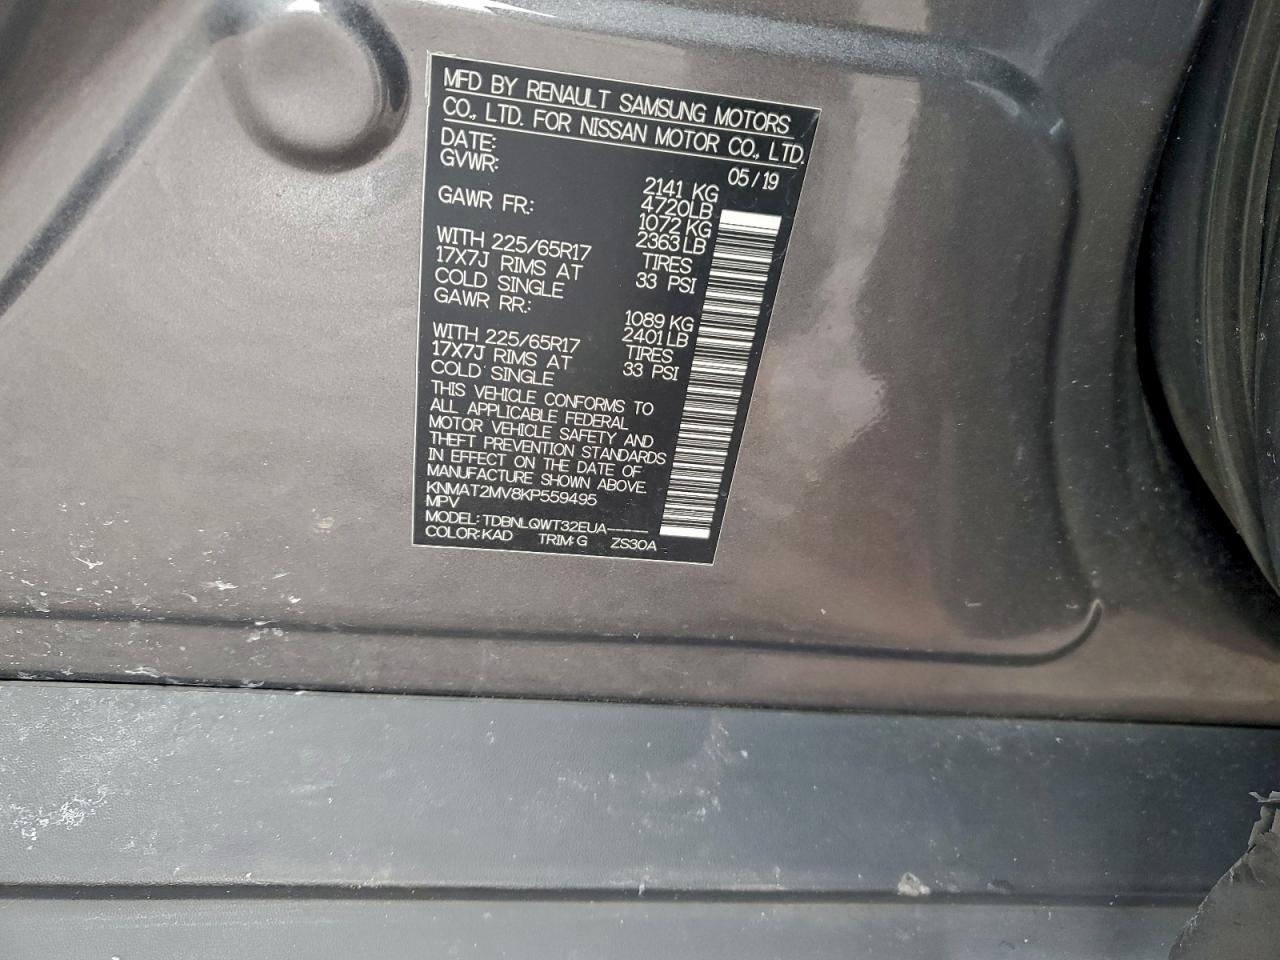 MFD BY RENAULT SAMSUNG MOTORS
CO., LTD. FOR NISSAN MOTOR CO., LTD.
DATE: 05/19
GVWR: 2141 KG
4720LB
GAWR FR.: 1072 KG
2363LB
WITH 225/65R17 TIRES
17X7J RIMS AT 33 PSI
COLD SINGLE
GAWR RR.: 1089 KG
2401LB
WITH 225/65R17 TIRES
17X7J RIMS AT 33 PSI
COLD SINGLE
THIS VEHICLE CONFORMS TO
ALL APPLICABLE FEDERAL
MOTOR VEHICLE SAFETY AND
THEFT PREVENTION STANDARDS
IN EFFECT ON THE DATE OF
MANUFACTURE SHOWN ABOVE.
KNMAT2MV8KP559495
MPV
MODEL: TDBNLQWT32EUA-----
COLOR:KAD TRIM:G ZS30A